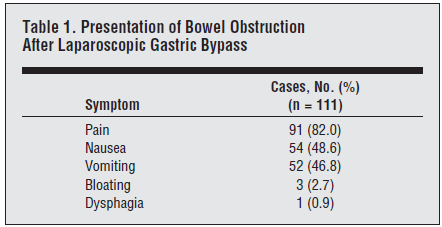 Table 1. Presentation of Bowel Obstruction
After Laparoscopic Gastric Bypass
Cases, No. (%)
Symptom (n = 111)
Pain 91 (82.0)
Nausea 54 (48.6)
Vomiting 52 (46.8)
Bloating 3 (2.7)
Dysphagia 1 (0.9)